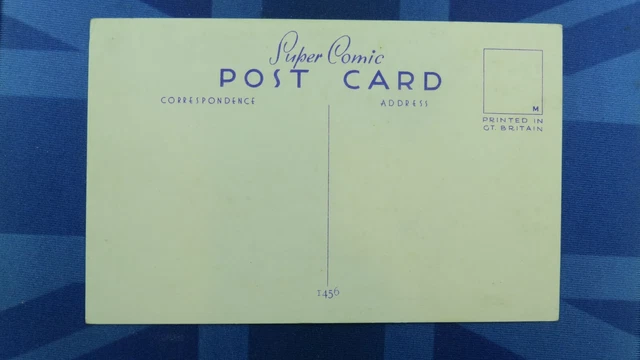 Super Comic
POST CARD
CORRESPONDENCE
ADDRESS
M
PRINTED IN
GT. BRITAIN
1456